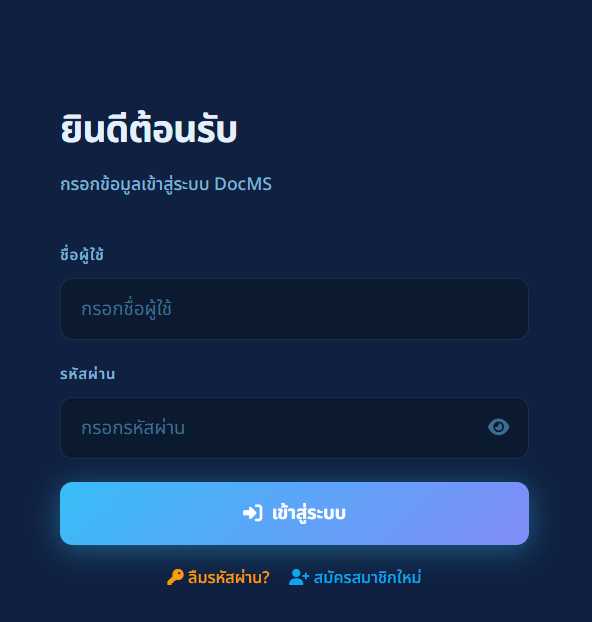 ยินดีต้อนรับ
กรอกข้อมูลเข้าสู่ระบบ DocMS
ชื่อผู้ใช้
กรอกชื่อผู้ใช้
รหัสผ่าน
กรอกรหัสผ่าน
เข้าสู่ระบบ
ลืมรหัสผ่าน? สมัครสมาชิกใหม่